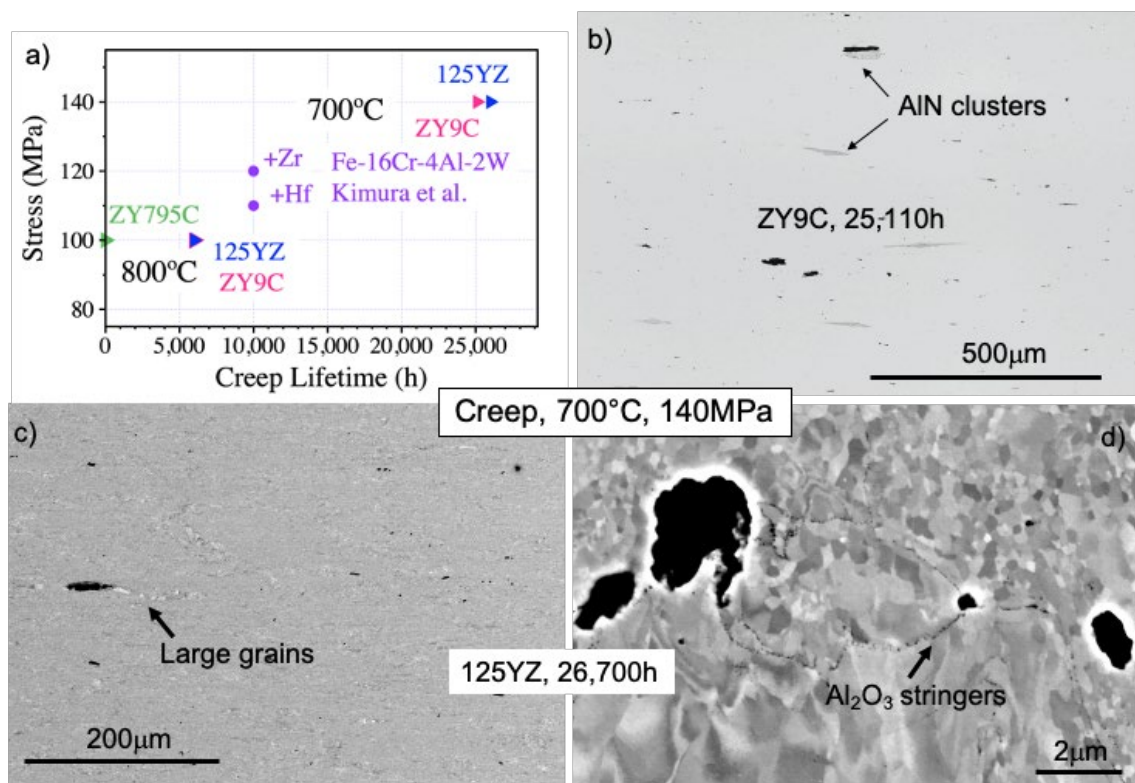 a)
Stress (MPa)
140
120
100
80
125YZ
700ºC
ZY9C
+Zr Fe-16Cr-4Al-2W
+Hf Kimura et al.
ZY795C
125YZ
800ºC
ZY9C
0 5,000 10,000 15,000 20,000 25,000
Creep Lifetime (h)
b)
AlN clusters
ZY9C, 25,110h
500μm
Creep, 700°C, 140MPa
c)
Large grains
200μm
125YZ, 26,700h
d)
Al₂O₃ stringers
2μm